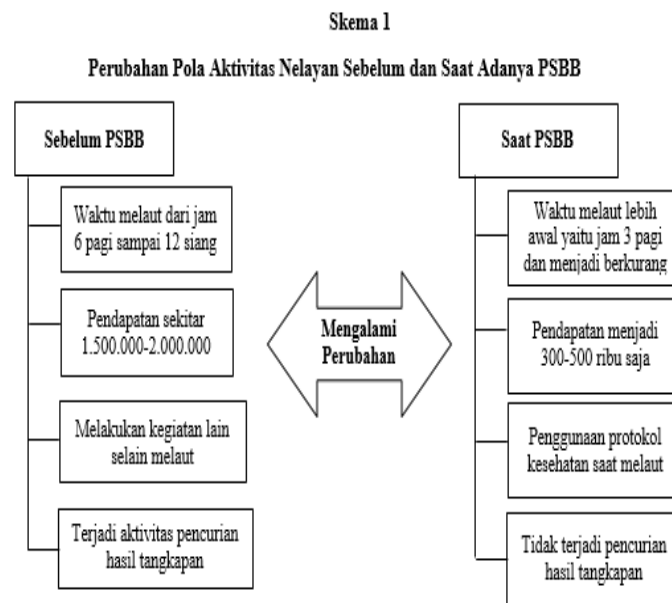 Skema 1
Perubahan Pola Aktivitas Nelayan Sebelum dan Saat Adanya PSBB
Sebelum PSBB
Waktu melaut dari jam
6 pagi sampai 12 siang
Pendapatan sekitar
1.500.000-2.000.000
Melakukan kegiatan lain
selain melaut
Terjadi aktivitas pencurian
hasil tangkapan
Mengalami
Perubahan
Saat PSBB
Waktu melaut lebih
awal yaitu jam 3 pagi
dan menjadi berkurang
Pendapatan menjadi
300-500 ribu saja
Penggunaan protokol
kesehatan saat melaut
Tidak terjadi pencurian
hasil tangkapan